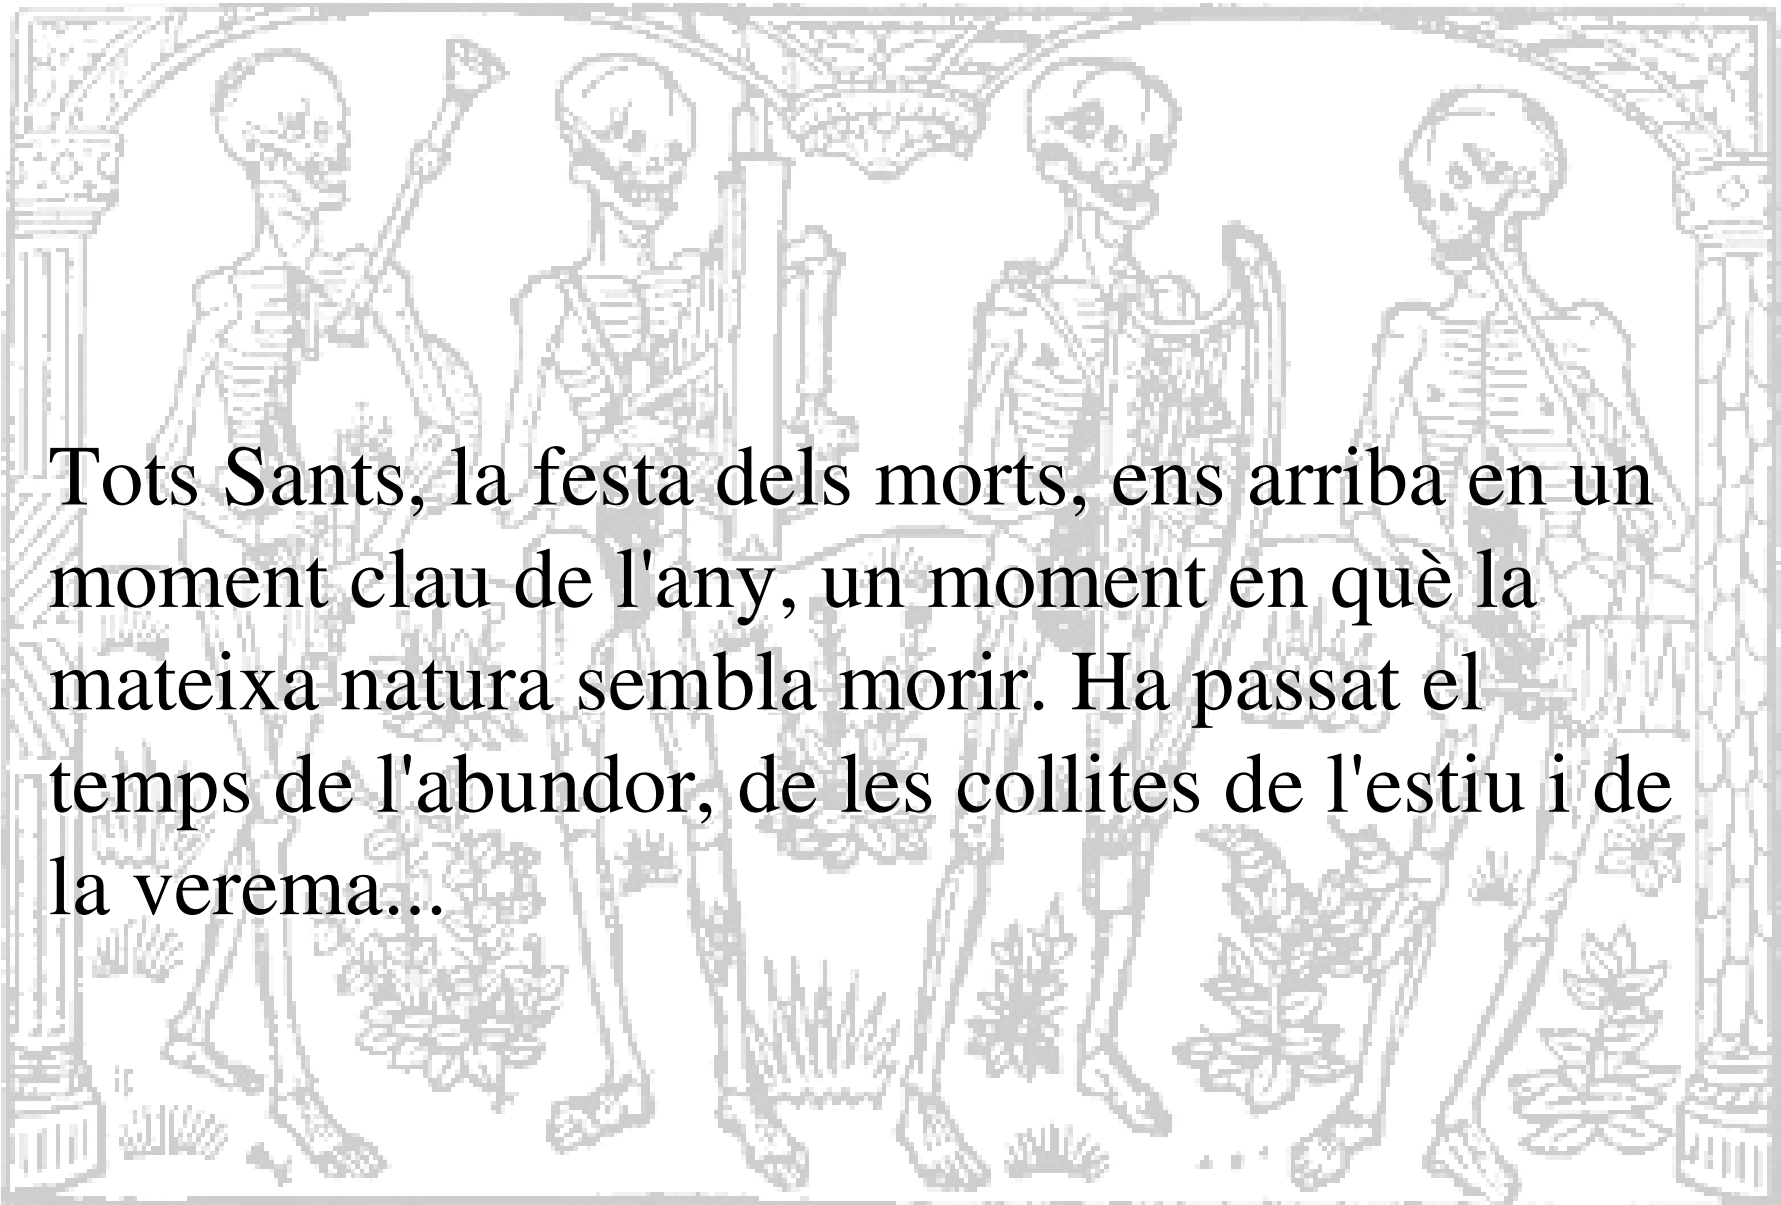 Tots Sants, la festa dels morts, ens arriba en un
moment clau de l'any, un moment en què la
mateixa natura sembla morir. Ha passat el
temps de l'abundor, de les collites de l'estiu i de
la verema...